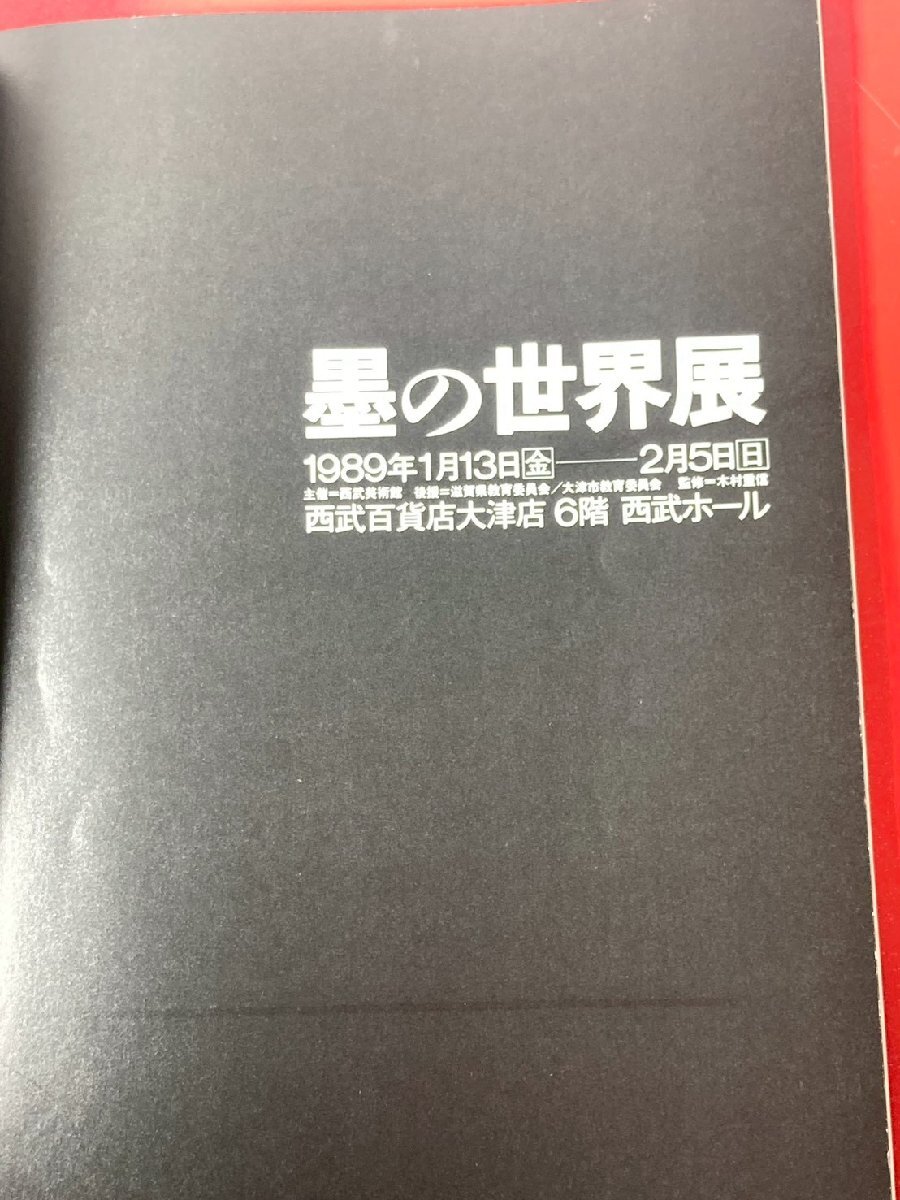 墨の世界展
1989年1月13日金——2月5日日
主催=西武美術館 後援=滋賀県教育委員会/大津市教育委員会 監修=木村重信
西武百貨店大津店 6階 西武ホール